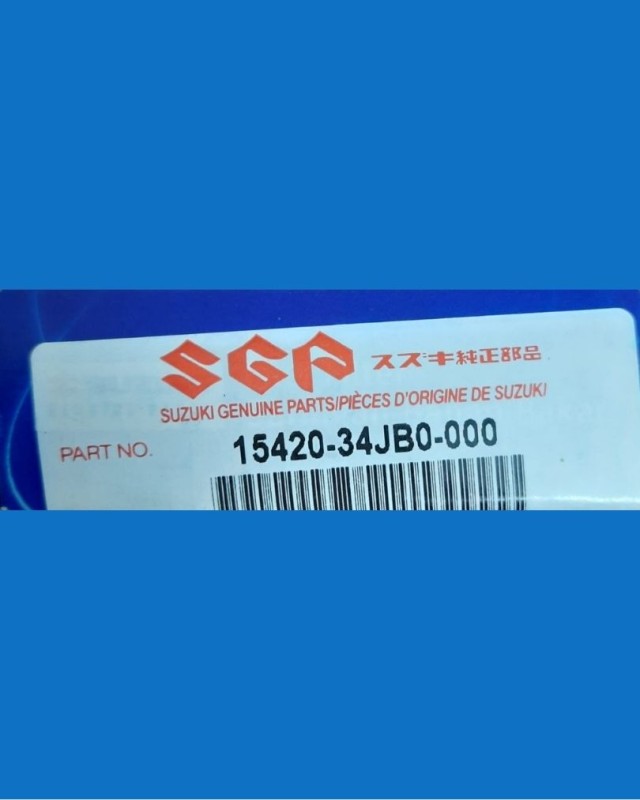 SGP スズキ純正部品
SUZUKI GENUINE PARTS/PIÈCES D'ORIGINE DE SUZUKI
PART NO. 15420-34JB0-000